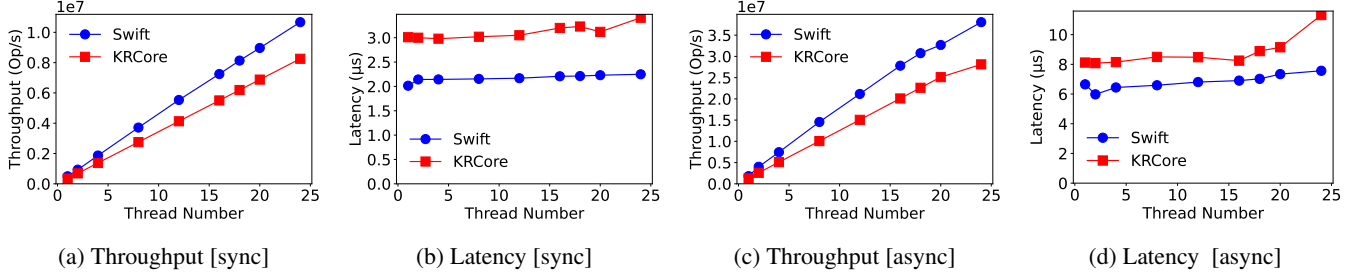 1e7
1.0
0.8
0.6
0.4
0.2
0.0
Throughput (Op/s)
Swift
KRCore
0 5 10 15 20 25
Thread Number
(a) Throughput [sync]
3.0
2.5
2.0
1.5
1.0
0.5
0.0
Latency (µs)
Swift
KRCore
0 5 10 15 20 25
Thread Number
(b) Latency [sync]
1e7
3.5
3.0
2.5
2.0
1.5
1.0
0.5
0.0
Throughput (Op/s)
Swift
KRCore
0 5 10 15 20 25
Thread Number
(c) Throughput [async]
10
8
6
4
2
0
Latency (µs)
Swift
KRCore
0 5 10 15 20 25
Thread Number
(d) Latency [async]